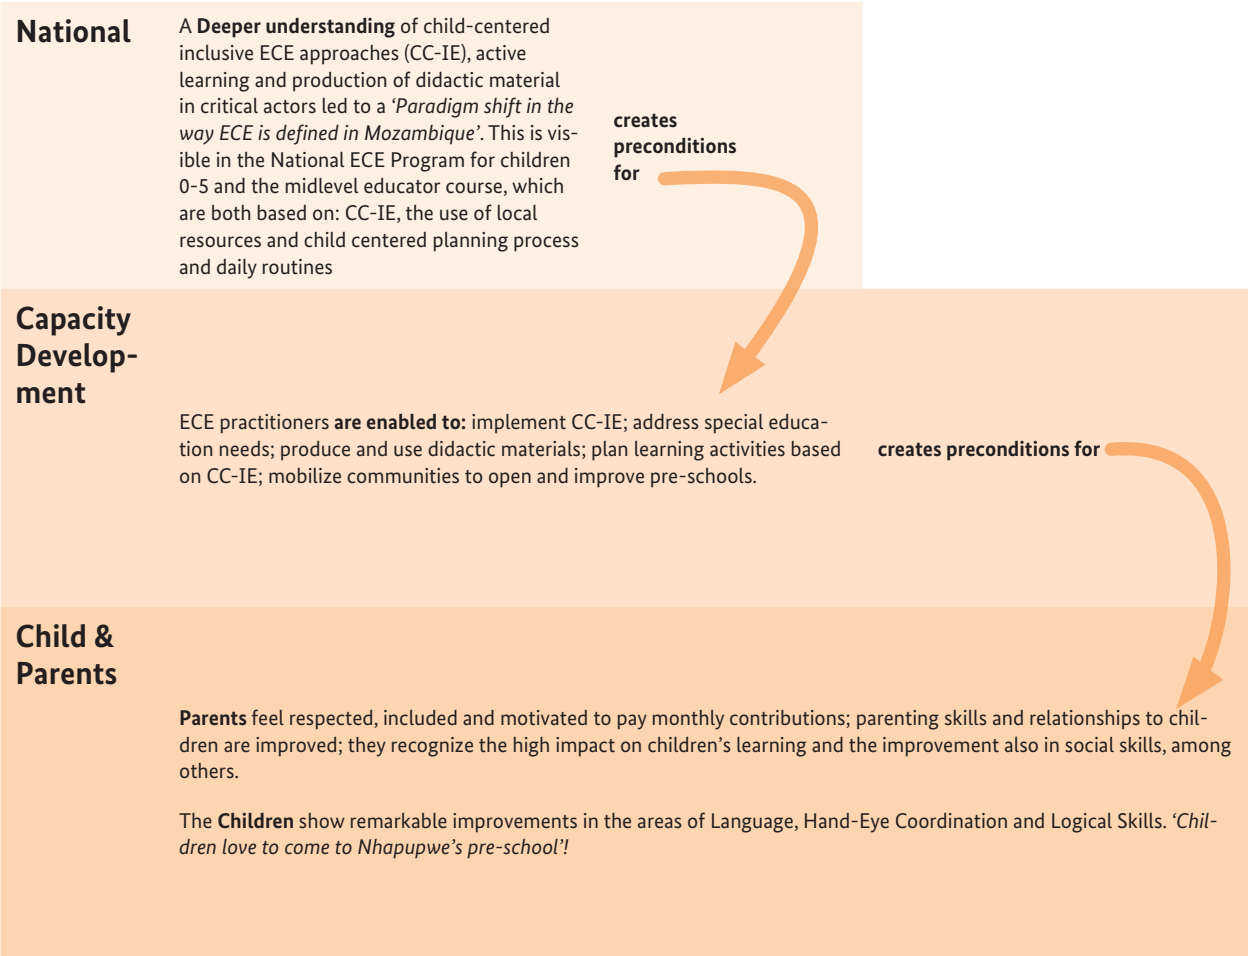 National
A Deeper understanding of child-centered
inclusive ECE approaches (CC-IE), active
learning and production of didactic material
in critical actors led to a ‘Paradigm shift in the
way ECE is defined in Mozambique’. This is vis-
ible in the National ECE Program for children
0-5 and the midlevel educator course, which
are both based on: CC-IE, the use of local
resources and child centered planning process
and daily routines
creates
preconditions
for
Capacity
Develop-
ment
ECE practitioners are enabled to: implement CC-IE; address special educa-
tion needs; produce and use didactic materials; plan learning activities based
on CC-IE; mobilize communities to open and improve pre-schools.
creates preconditions for
Child &
Parents
Parents feel respected, included and motivated to pay monthly contributions; parenting skills and relationships to chil-
dren are improved; they recognize the high impact on children’s learning and the improvement also in social skills, among
others.
The Children show remarkable improvements in the areas of Language, Hand-Eye Coordination and Logical Skills. ‘Chil-
dren love to come to Nhapupwe’s pre-school’!